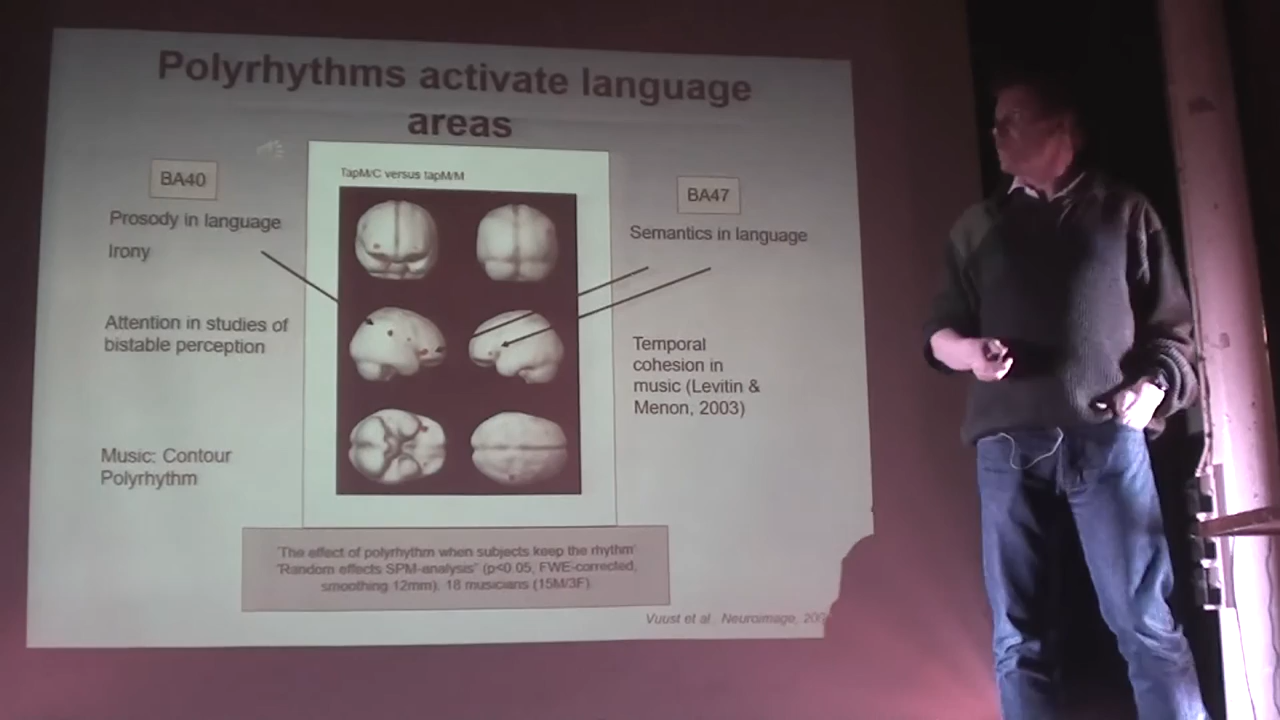 Polyrhythms activate language
areas
BA40
Prosody in language
Irony
Attention in studies of
bistable perception
Music: Contour
Polyrhythm
TapM/C versus tapM/M
BA47
Semantics in language
Temporal
cohesion in
music (Levitin &
Menon, 2003)
'The effect of polyrhythm when subjects keep the rhythm'
"Random effects SPM-analysis" (p<0.05, FWE-corrected,
smoothing 12mm). 18 musicians (15M/3F)
Vuust et al. Neuroimage,